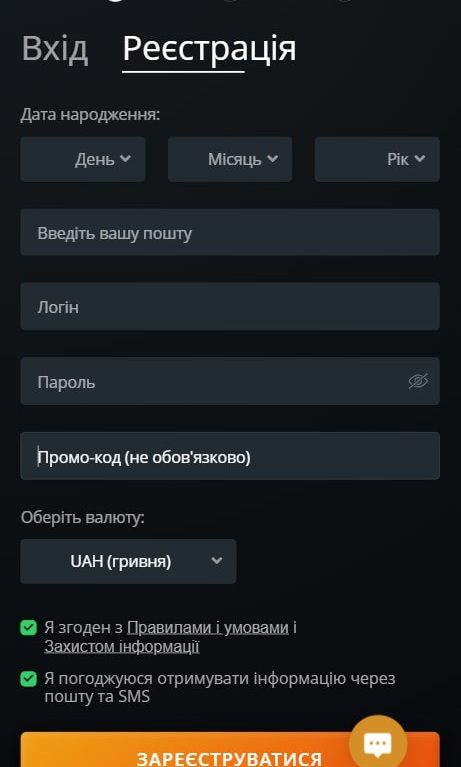 Вхід Реєстрація
Дата народження:
День Місяць Рік
Введіть вашу пошту
Логін
Пароль
Промо-код (не обов'язково)
Оберіть валюту:
UAH (гривня)
Я згоден з Правилами і умовами і
Захистом інформації
Я погоджуюся отримувати інформацію через
пошту та SMS
ЗАРЕЄСТРУВАТИСЯ